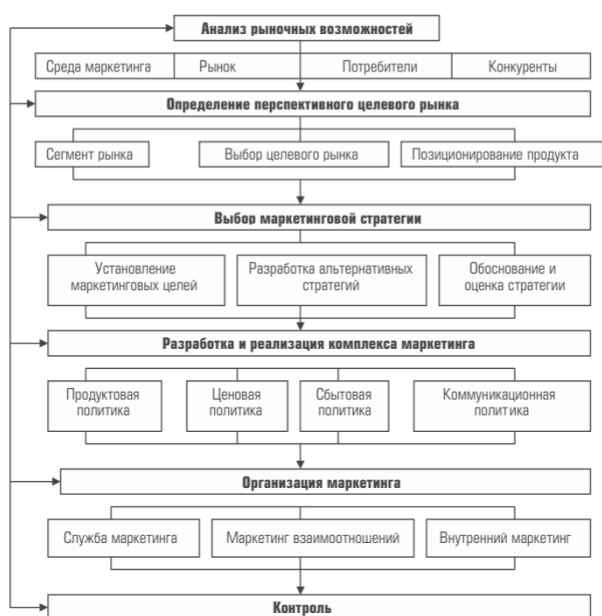 Анализ рыночных возможностей
Среда маркетинга Рынок Потребители Конкуренты
Определение перспективного целевого рынка
Сегмент рынка Выбор целевого рынка Позиционирование продукта
Выбор маркетинговой стратегии
Установление
маркетинговых целей
Разработка альтернативных
стратегий
Обоснование и
оценка стратегии
Разработка и реализация комплекса маркетинга
Продуктовая
политика
Ценовая
политика
Сбытовая
политика
Коммуникационная
политика
Организация маркетинга
Служба маркетинга Маркетинг взаимоотношений Внутренний маркетинг
Контроль